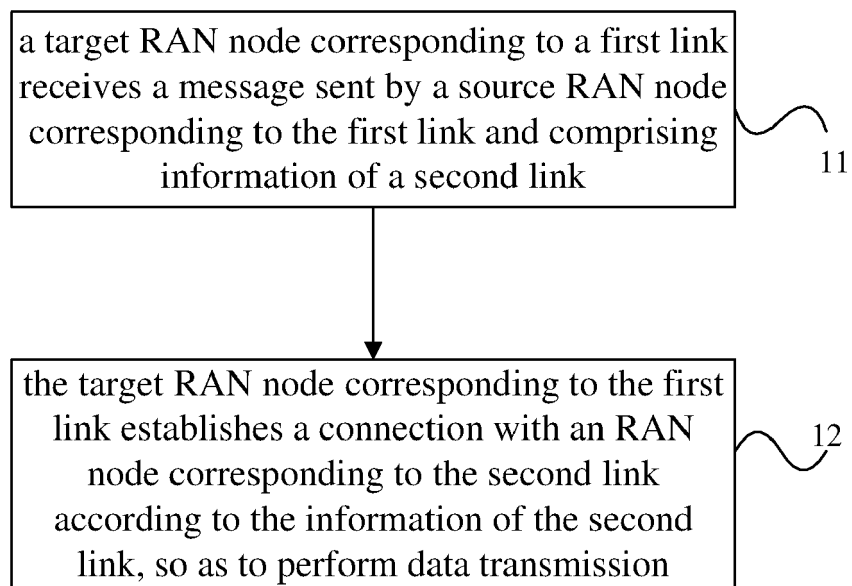 a target RAN node corresponding to a first link
receives a message sent by a source RAN node
corresponding to the first link and comprising
information of a second link
11
the target RAN node corresponding to the first
link establishes a connection with an RAN
node corresponding to the second link
according to the information of the second
link, so as to perform data transmission
12